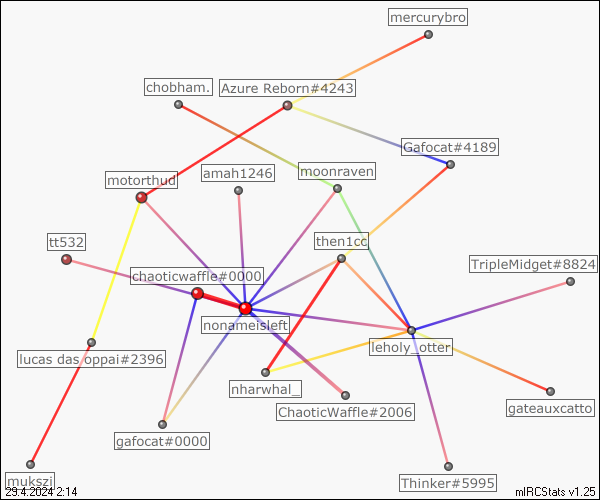 mercurybro
chobham.
Azure Reborn#4243
Gafocat#4189
amah1246
moonraven
motorthud
tt532
then1cc
TripleMidget#8824
chaoticwaffle#0000
nonameisleft
leholy_otter
lucas das oppai#2396
nharwhal_
ChaoticWaffle#2006
gateauxcatto
gafocat#0000
mukszi
Thinker#5995
29.4.2024 2:14
mIRCStats v1.25